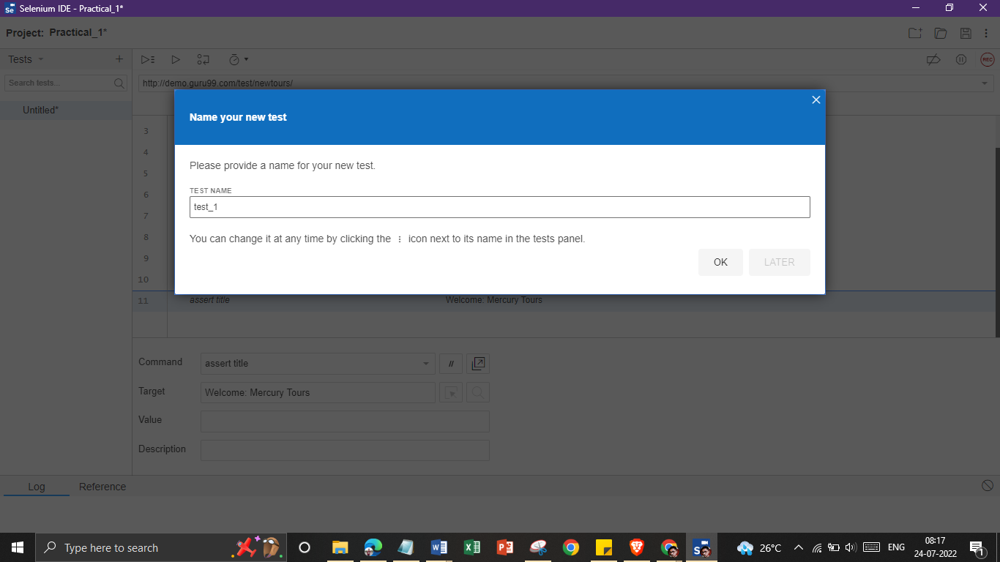 Selenium IDE - Practical_1*
Project: Practical_1*
Tests
Search tests...
Untitled*
http://demo.guru99.com/test/newtours/
REC
Name your new test
Please provide a name for your new test.
TEST NAME
test_1
You can change it at any time by clicking the ⋮ icon next to its name in the tests panel.
OK LATER
3
4
5
6
7
8
9
10
11 assert title Welcome: Mercury Tours
Command assert title //
Target Welcome: Mercury Tours
Value
Description
Log Reference
Type here to search
26°C ENG 08:17
24-07-2022
1